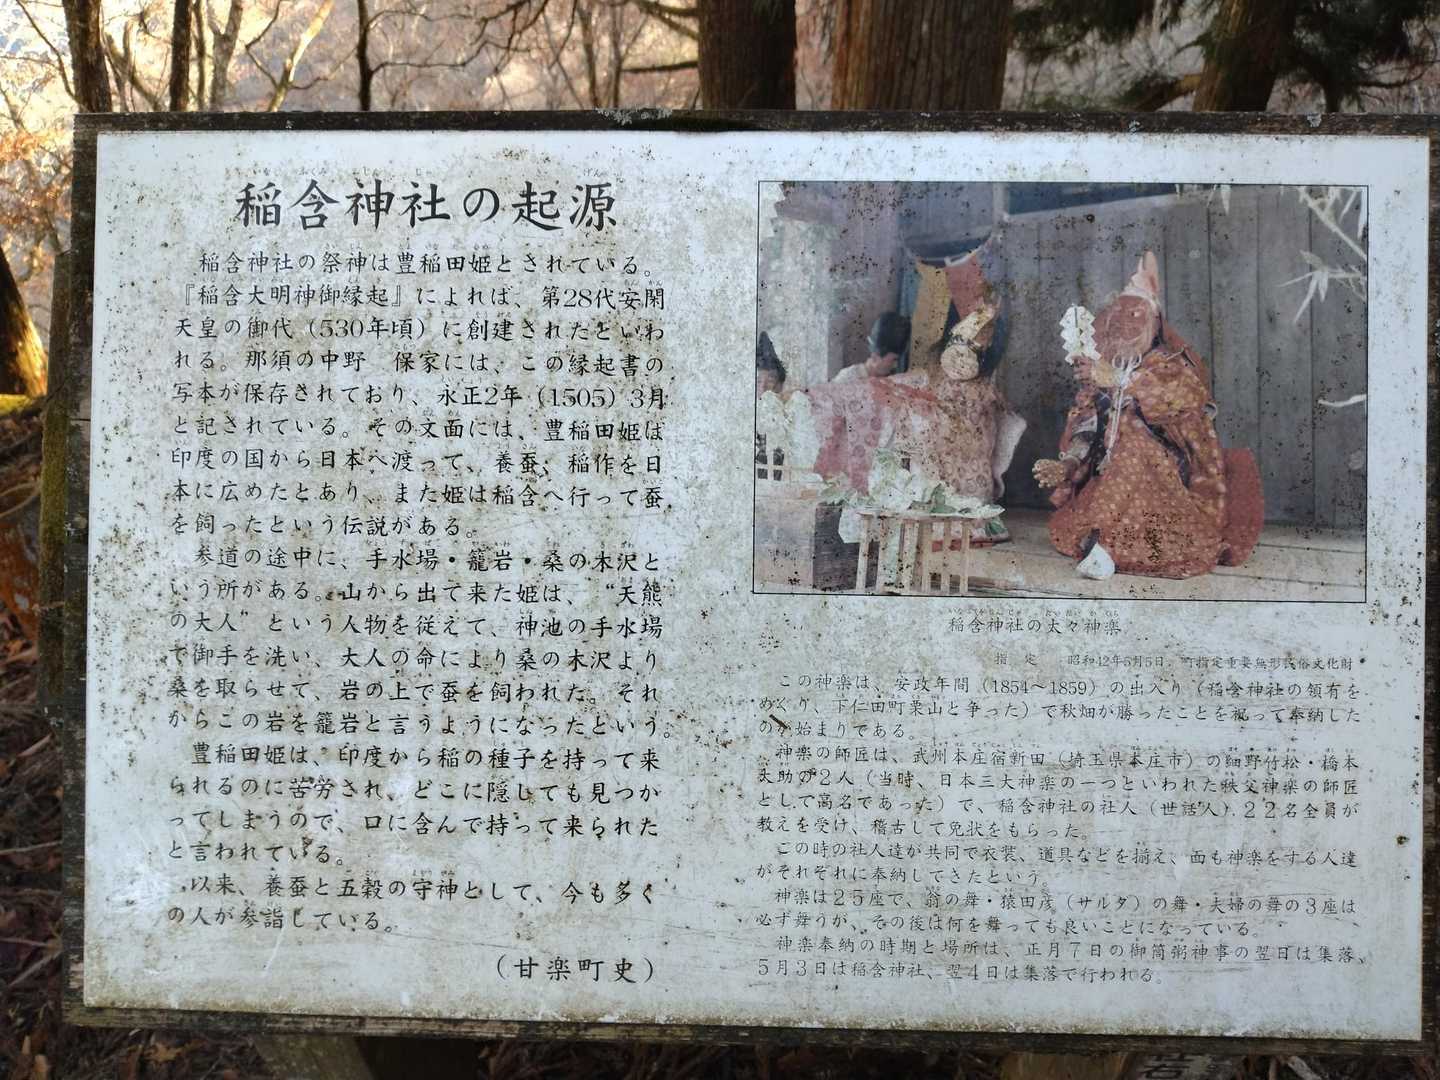 稲含神社の起源
稲含神社の祭神は豊稲田姫とされている。
『稲含大明神御縁起』によれば、第28代安閑
天皇の御代（530年頃）に創建されたといわ
れる。那須の中野　保家には、この縁起書の
写本が保存されており、永正2年（1505）3月
と記されている。その文面には、豊稲田姫は
印度の国から日本へ渡って、養蚕、稲作を日
本に広めたとあり、また姫は稲含へ行って蚕
を飼ったという伝説がある。
参道の途中に、手水場・籠岩・桑の木沢と
いう所がある。山から出て来た姫は、“天熊
の大人”という人物を従えて、神池の手水場
で御手を洗い、大人の命により桑の木沢より
桑を取らせて、岩の上で蚕を飼われた。それ
からこの岩を籠岩と言うようになったという。
豊稲田姫は、印度から稲の種子を持って来
られるのに苦労され、どこに隠しても見つか
ってしまうので、口に含んで持って来られた
と言われている。
以来、養蚕と五穀の守神として、今も多く
の人が参詣している。
（甘楽町史）
稲含神社の太々神楽
指　定　昭和42年5月5日、町指定重要無形民俗文化財
この神楽は、安政年間（1854～1859）の出入り（稲含神社の領有を
めぐり、下仁田町栗山と争った）で秋畑が勝ったことを祝って奉納した
のが始まりである。
神楽の師匠は、武州本庄宿新田（埼玉県本庄市）の細野竹松・橋本
大助の２人（当時、日本三大神楽の一つといわれた秩父神楽の師匠
として高名であった）で、稲含神社の社人（世話人）２２名全員が
教えを受け、稽古して免状をもらった。
この時の社人達が共同で衣装、道具などを揃え、面も神楽をする人達
がそれぞれに奉納してきたという。
神楽は２５座で、翁の舞・猿田彦（サルタ）の舞・夫婦の舞の３座は
必ず舞うが、その後は何を舞っても良いことになっている。
神楽奉納の時期と場所は、正月７日の御筒粥神事の翌日は集落、
５月３日は稲含神社、翌４日は集落で行われる。